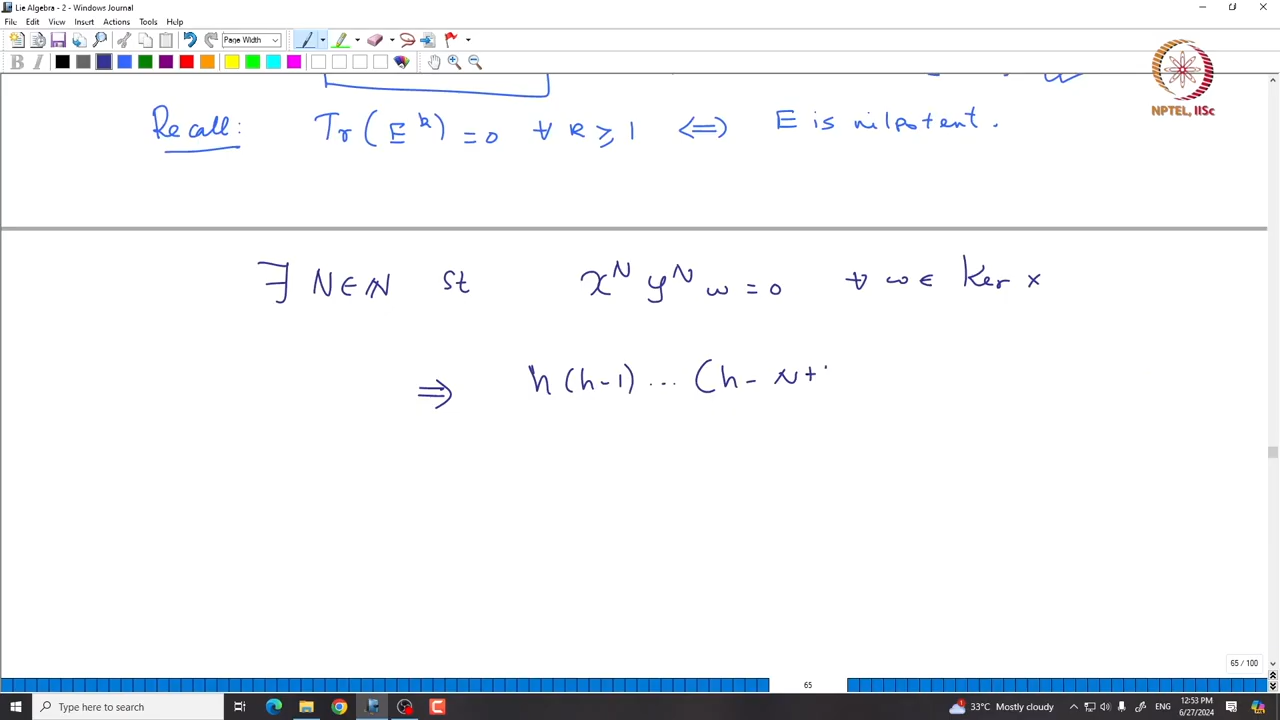 Lie Algebra - 2 - Windows Journal
File Edit View Insert Actions Tools Help
Page Width
B I
NPTEL, IISc
Recall: Tr(E^k) = 0 ∀ k ≥ 1 ⇔ E is nilpotent.
∃ N ∈ ℕ st x^N y^N w = 0 ∀ w ∈ Ker x
⇒ h(h-1) ... (h - N +
65 / 100
65
Type here to search
33°C Mostly cloudy
12:53 PM
6/27/2024